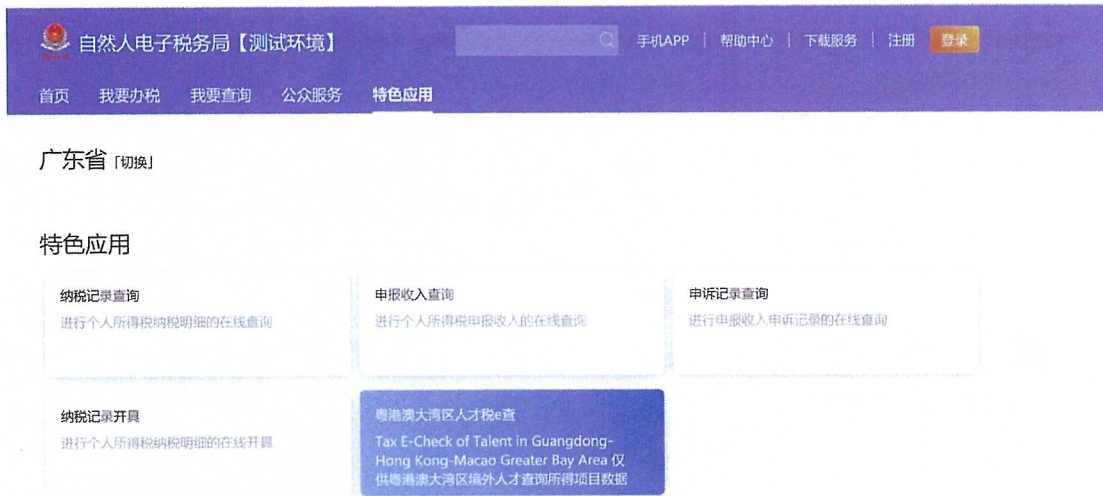 自然人电子税务局【测试环境】
手机APP | 帮助中心 | 下载服务 | 注册 登录
首页 我要办税 我要查询 公众服务 特色应用
广东省「切换」
特色应用
纳税记录查询
进行个人所得税纳税明细的在线查询
申报收入查询
进行个人所得税申报收入的在线查询
申诉记录查询
进行申报收入申诉记录的在线查询
纳税记录开具
进行个人所得税纳税明细的在线开具
粤港澳大湾区人才税e查
Tax E-Check of Talent in Guangdong-
Hong Kong-Macao Greater Bay Area 仅
供粤港澳大湾区境外人才查询所得项目数据